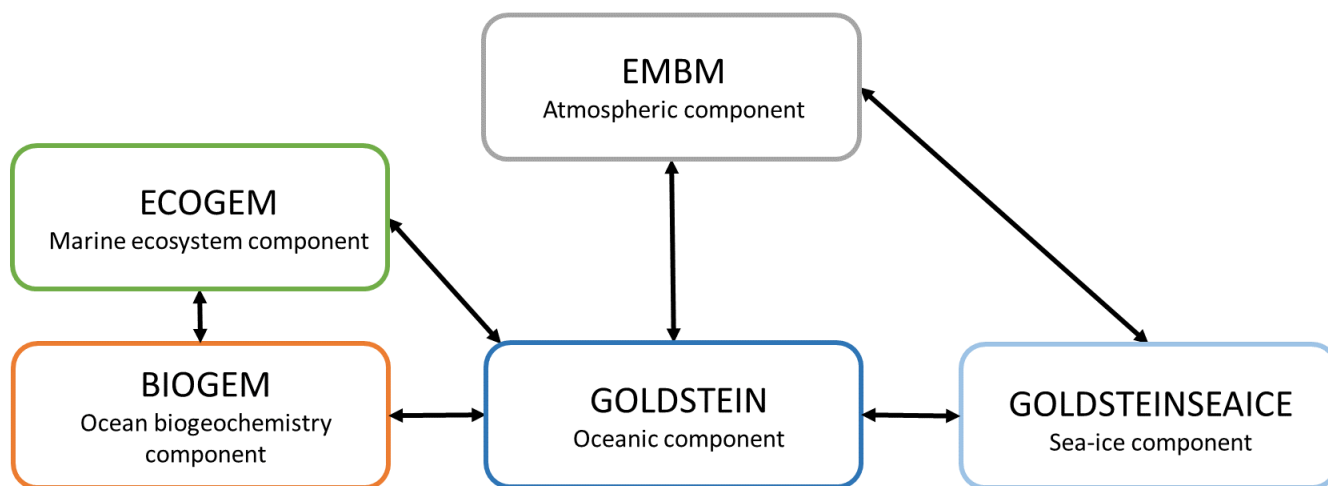 EMBM
Atmospheric component
ECOGEM
Marine ecosystem component
BIOGEM
Ocean biogeochemistry
component
GOLDSTEIN
Oceanic component
GOLDSTEINSEAICE
Sea-ice component